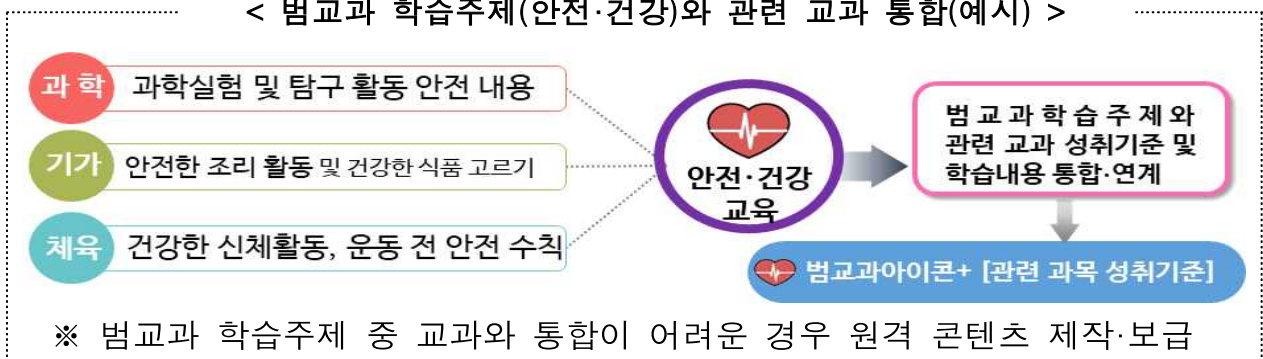 < 범교과 학습주제(안전·건강)와 관련 교과 통합(예시) >
과 학 과학실험 및 탐구 활동 안전 내용
기가 안전한 조리 활동 및 건강한 식품 고르기
체육 건강한 신체활동, 운동 전 안전 수칙
안전·건강
교육
범 교 과 학 습 주 제 와
관련 교과 성취기준 및
학습내용 통합·연계
범교과아이콘+ [관련 과목 성취기준]
※ 범교과 학습주제 중 교과와 통합이 어려운 경우 원격 콘텐츠 제작·보급